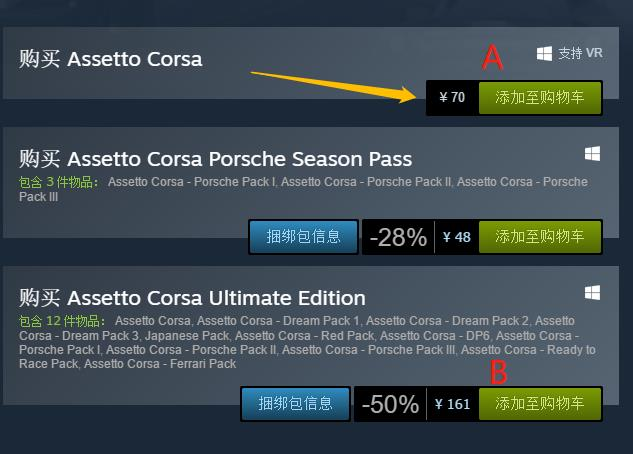 购买 Assetto Corsa
A
支持 VR
¥ 70
添加至购物车
购买 Assetto Corsa Porsche Season Pass
包含 3 件物品： Assetto Corsa - Porsche Pack I, Assetto Corsa - Porsche Pack II, Assetto Corsa - Porsche
Pack III
捆绑包信息
-28%
¥ 48
添加至购物车
购买 Assetto Corsa Ultimate Edition
包含 12 件物品： Assetto Corsa, Assetto Corsa - Dream Pack 1, Assetto Corsa - Dream Pack 2, Assetto
Corsa - Dream Pack 3, Japanese Pack, Assetto Corsa - Red Pack, Assetto Corsa - DP6, Assetto Corsa -
Porsche Pack I, Assetto Corsa - Porsche Pack II, Assetto Corsa - Porsche Pack III, Assetto Corsa - Ready to
Race Pack, Assetto Corsa - Ferrari Pack
B
捆绑包信息
-50%
¥ 161
添加至购物车